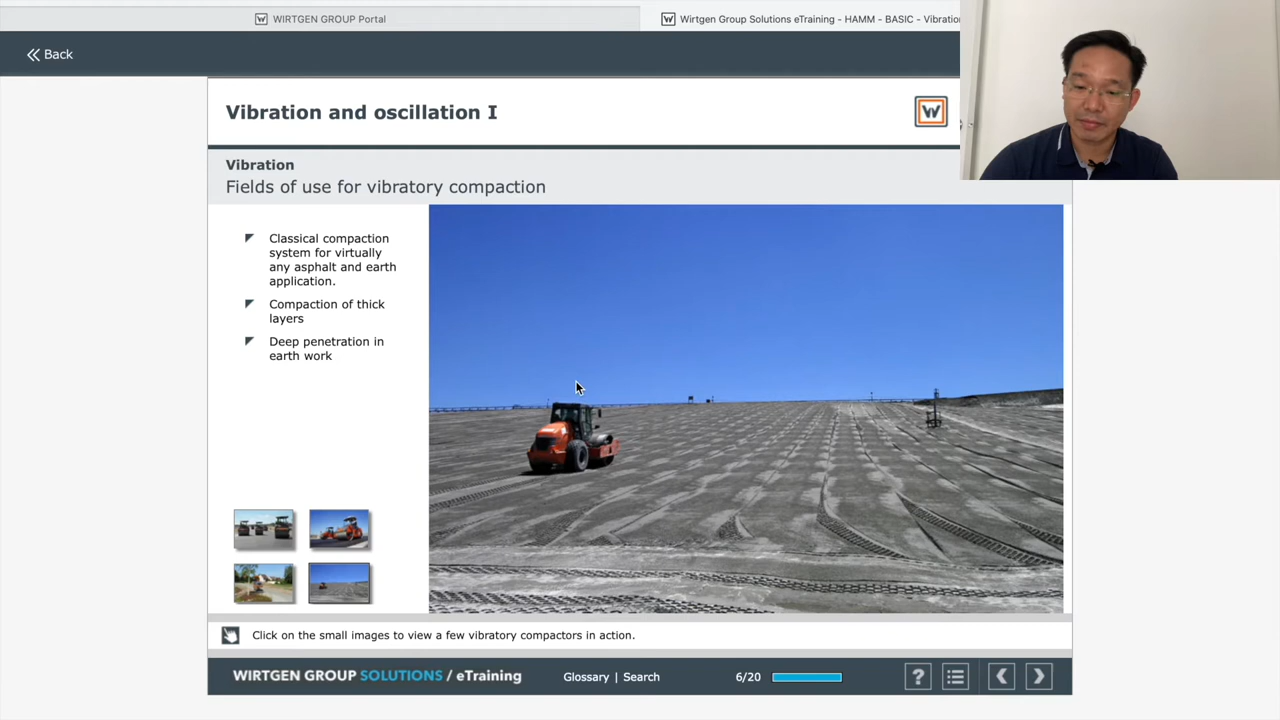 WIRTGEN GROUP Portal
Wirtgen Group Solutions eTraining - HAMM - BASIC - Vibratio
Back
Vibration and oscillation I
W
Vibration
Fields of use for vibratory compaction
Classical compaction
system for virtually
any asphalt and earth
application.
Compaction of thick
layers
Deep penetration in
earth work
Click on the small images to view a few vibratory compactors in action.
WIRTGEN GROUP SOLUTIONS / eTraining
Glossary | Search
6/20
?